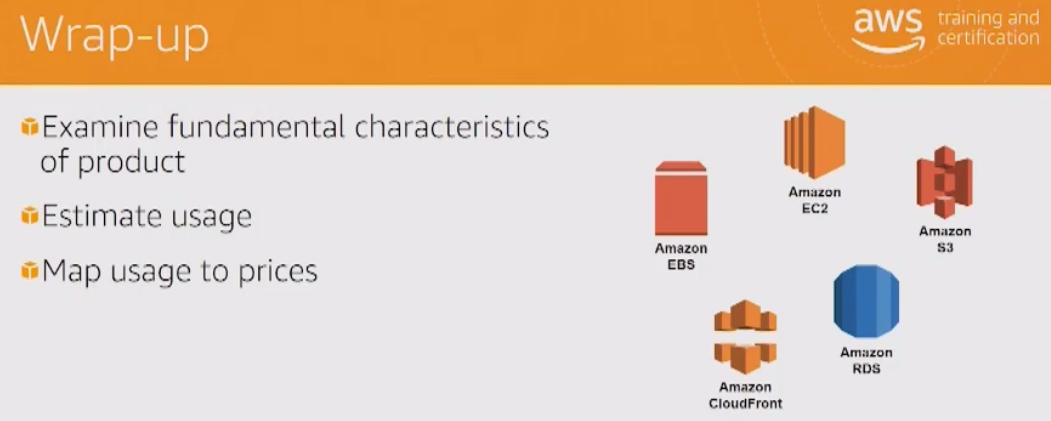 Wrap-up
aws training and
certification
Examine fundamental characteristics
of product
Estimate usage
Map usage to prices
Amazon
EC2
Amazon
S3
Amazon
EBS
Amazon
RDS
Amazon
CloudFront